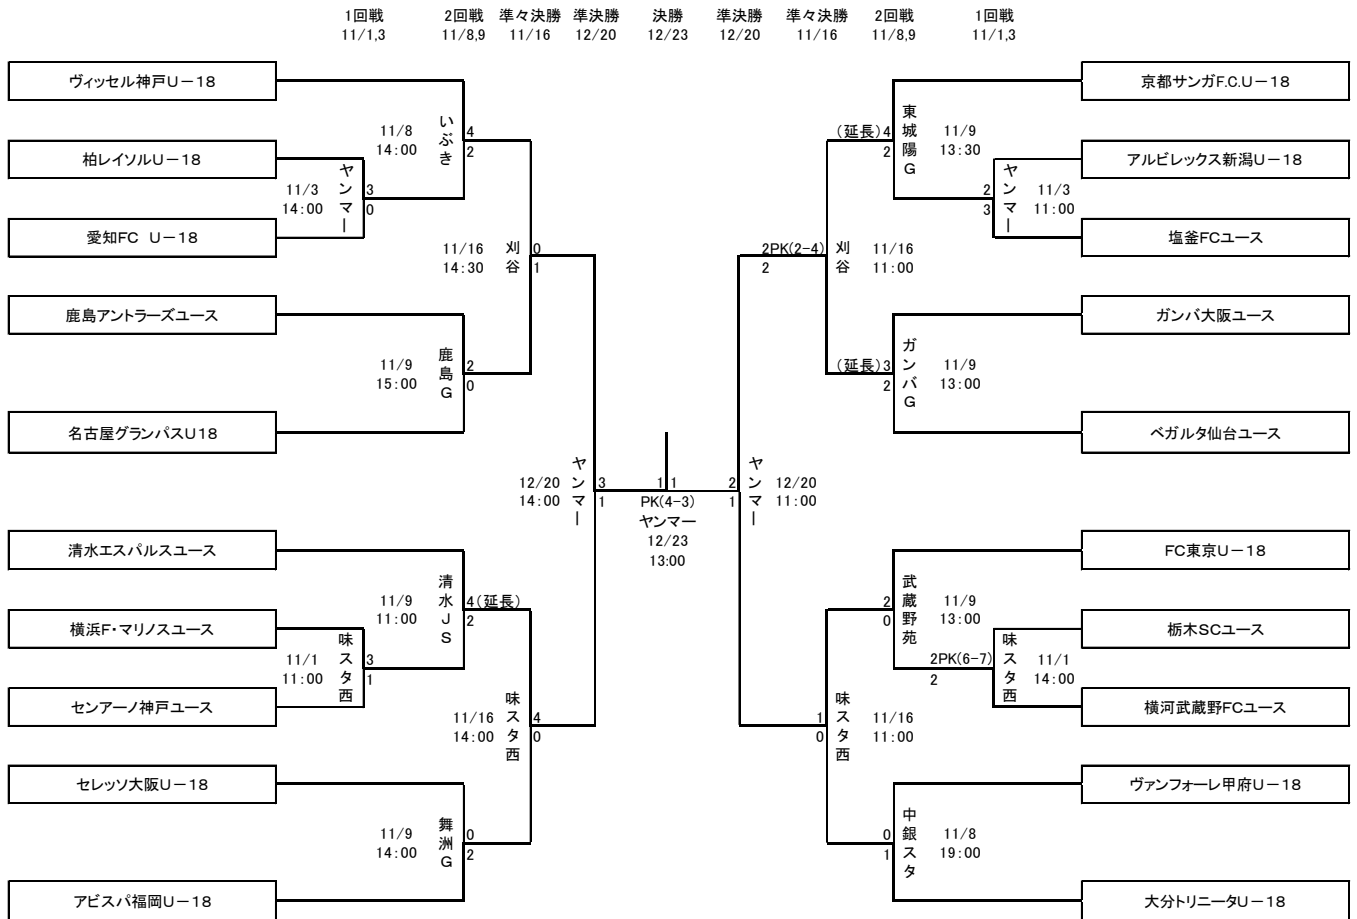 1回戦 2回戦 準々決勝 準決勝 決勝 準決勝 準々決勝 2回戦 1回戦
11/1,3 11/8,9 11/16 12/20 12/23 12/20 11/16 11/8,9 11/1,3
ヴィッセル神戸U-18
柏レイソルU-18
愛知FC U-18
鹿島アントラーズユース
名古屋グランパスU18
清水エスパルスユース
横浜F・マリノスユース
センアーノ神戸ユース
セレッソ大阪U-18
アビスパ福岡U-18
11/3
14:00
ヤンマー
3
0
11/1
11:00
味スタ西
3
1
11/8
14:00
いぶき
4
2
11/9
15:00
鹿島G
2
0
11/9
11:00
清水JS
4(延長)
2
11/9
14:00
舞洲G
0
2
11/16
14:30
刈谷
0
1
11/16
14:00
味スタ西
4
0
12/20
14:00
ヤンマー
3
1
1 1
PK(4-3)
ヤンマー
12/23
13:00
2
1
ヤンマー
12/20
11:00
2PK(2-4)
2
刈谷
11/16
11:00
1
0
味スタ西
11/16
11:00
(延長)4
2
東城陽G
11/9
13:30
(延長)3
2
ガンバG
11/9
13:00
2
0
武蔵野苑
11/9
13:00
0
1
中銀スタ
11/8
19:00
2
3
ヤンマー
11/3
11:00
2PK(6-7)
2
味スタ西
11/1
14:00
京都サンガF.C.U-18
アルビレックス新潟U-18
塩釜FCユース
ガンバ大阪ユース
ベガルタ仙台ユース
FC東京U-18
栃木SCユース
横河武蔵野FCユース
ヴァンフォーレ甲府U-18
大分トリニータU-18